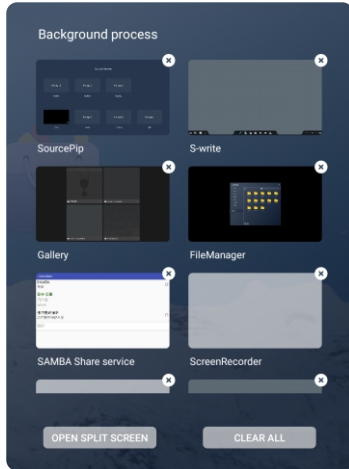 Background process
SourcePip
S-write
Gallery
FileManager
SAMBA Share service
ScreenRecorder
OPEN SPLIT SCREEN
CLEAR ALL